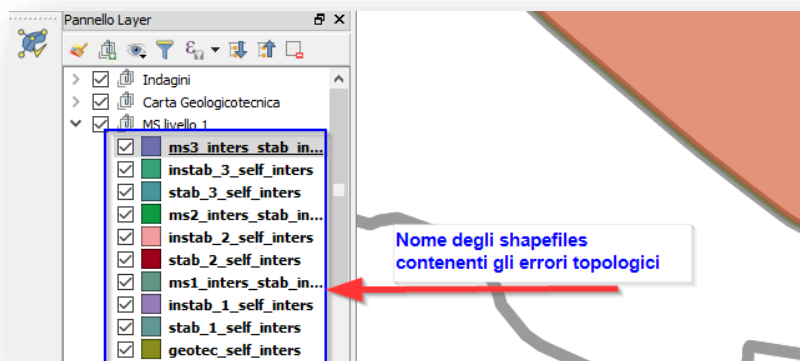 Pannello Layer
Indagini
Carta Geologicotecnica
MS livello 1
ms3_inters_stab_in...
instab_3_self_inters
stab_3_self_inters
ms2_inters_stab_in...
instab_2_self_inters
stab_2_self_inters
ms1_inters_stab_in...
instab_1_self_inters
stab_1_self_inters
geotec_self_inters
Nome degli shapefiles
contenenti gli errori topologici